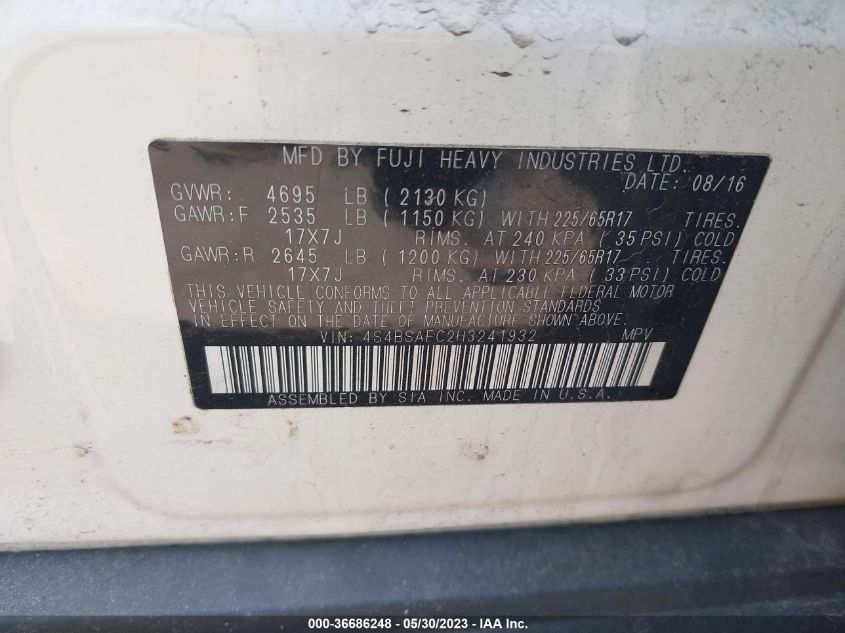 MFD BY FUJI HEAVY INDUSTRIES LTD.
DATE: 08/16
GVWR: 4695 LB ( 2130 KG)
GAWR:F 2535 LB ( 1150 KG) WITH 225/65R17 TIRES.
17X7J RIMS. AT 240 KPA ( 35 PSI) COLD
GAWR:R 2645 LB ( 1200 KG) WITH 225/65R17 TIRES.
17X7J RIMS. AT 230 KPA ( 33 PSI) COLD
THIS VEHICLE CONFORMS TO ALL APPLICABLE FEDERAL MOTOR
VEHICLE SAFETY AND THEFT PREVENTION STANDARDS
IN EFFECT ON THE DATE OF MANUFACTURE SHOWN ABOVE.
VIN: 4S4BSAFC2H3241932 MPV
ASSEMBLED BY SIA INC. MADE IN U.S.A.
000-36686248 - 05/30/2023 - IAA Inc.